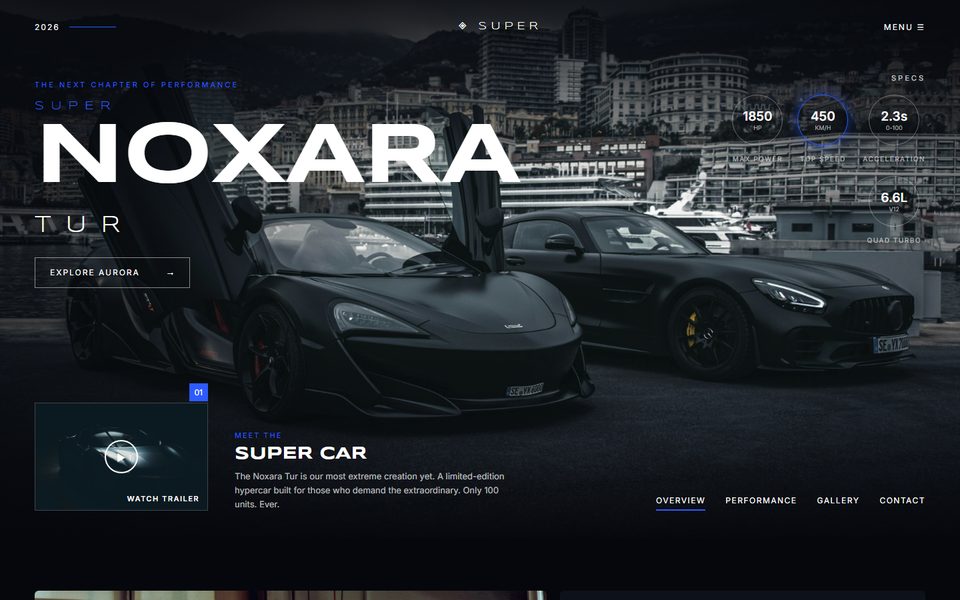 2026
SUPER
MENU ☰
THE NEXT CHAPTER OF PERFORMANCE
SUPER
NOXARA
TUR
EXPLORE AURORA →
SPECS
1850
HP
MAX POWER
450
KM/H
TOP SPEED
2.3s
0-100
ACCELERATION
6.6L
V12
QUAD TURBO
01
WATCH TRAILER
MEET THE
SUPER CAR
The Noxara Tur is our most extreme creation yet. A limited-edition
hypercar built for those who demand the extraordinary. Only 100
units. Ever.
OVERVIEW
PERFORMANCE
GALLERY
CONTACT